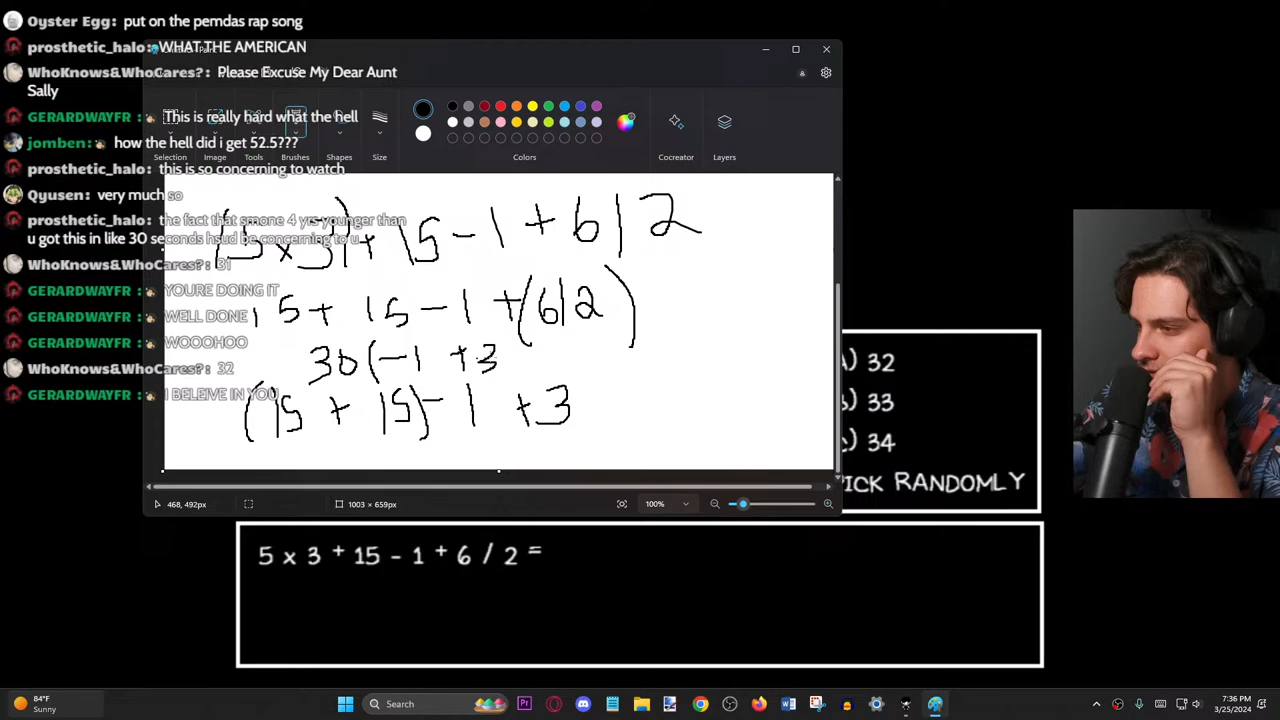 Oyster Egg: put on the pemdas rap song
prosthetic_halo: WHAT THE AMERICAN
WhoKnows&WhoCares?: Please Excuse My Dear Aunt
Sally
GERARDWAYFR: This is really hard what the hell
jomben: how the hell did i get 52.5???
prosthetic_halo: this is so concerning to watch
Qyusen: very much so
prosthetic_halo: the fact that smone 4 yrs younger than
u got this in like 30 seconds hsud be concerning to u
WhoKnows&WhoCares?: 31
GERARDWAYFR: YOURE DOING IT
GERARDWAYFR: WELL DONE
GERARDWAYFR: WOOOHOO
WhoKnows&WhoCares?: 32
GERARDWAYFR: I BELEIVE IN YOU
Selection Image Tools Brushes Shapes Size Colors Cocreator Layers
(5 x 3) + 15 - 1 + 6 | 2
15 + 15 - 1 + (6 | 2)
30 (- 1 + 3
(15 + 15) - 1 + 3
468, 492px
1003 × 659px
100%
) 32
) 33
) 34
PICK RANDOMLY
5 x 3 + 15 - 1 + 6 / 2 =
84°F
Sunny
Search
7:36 PM
3/25/2024